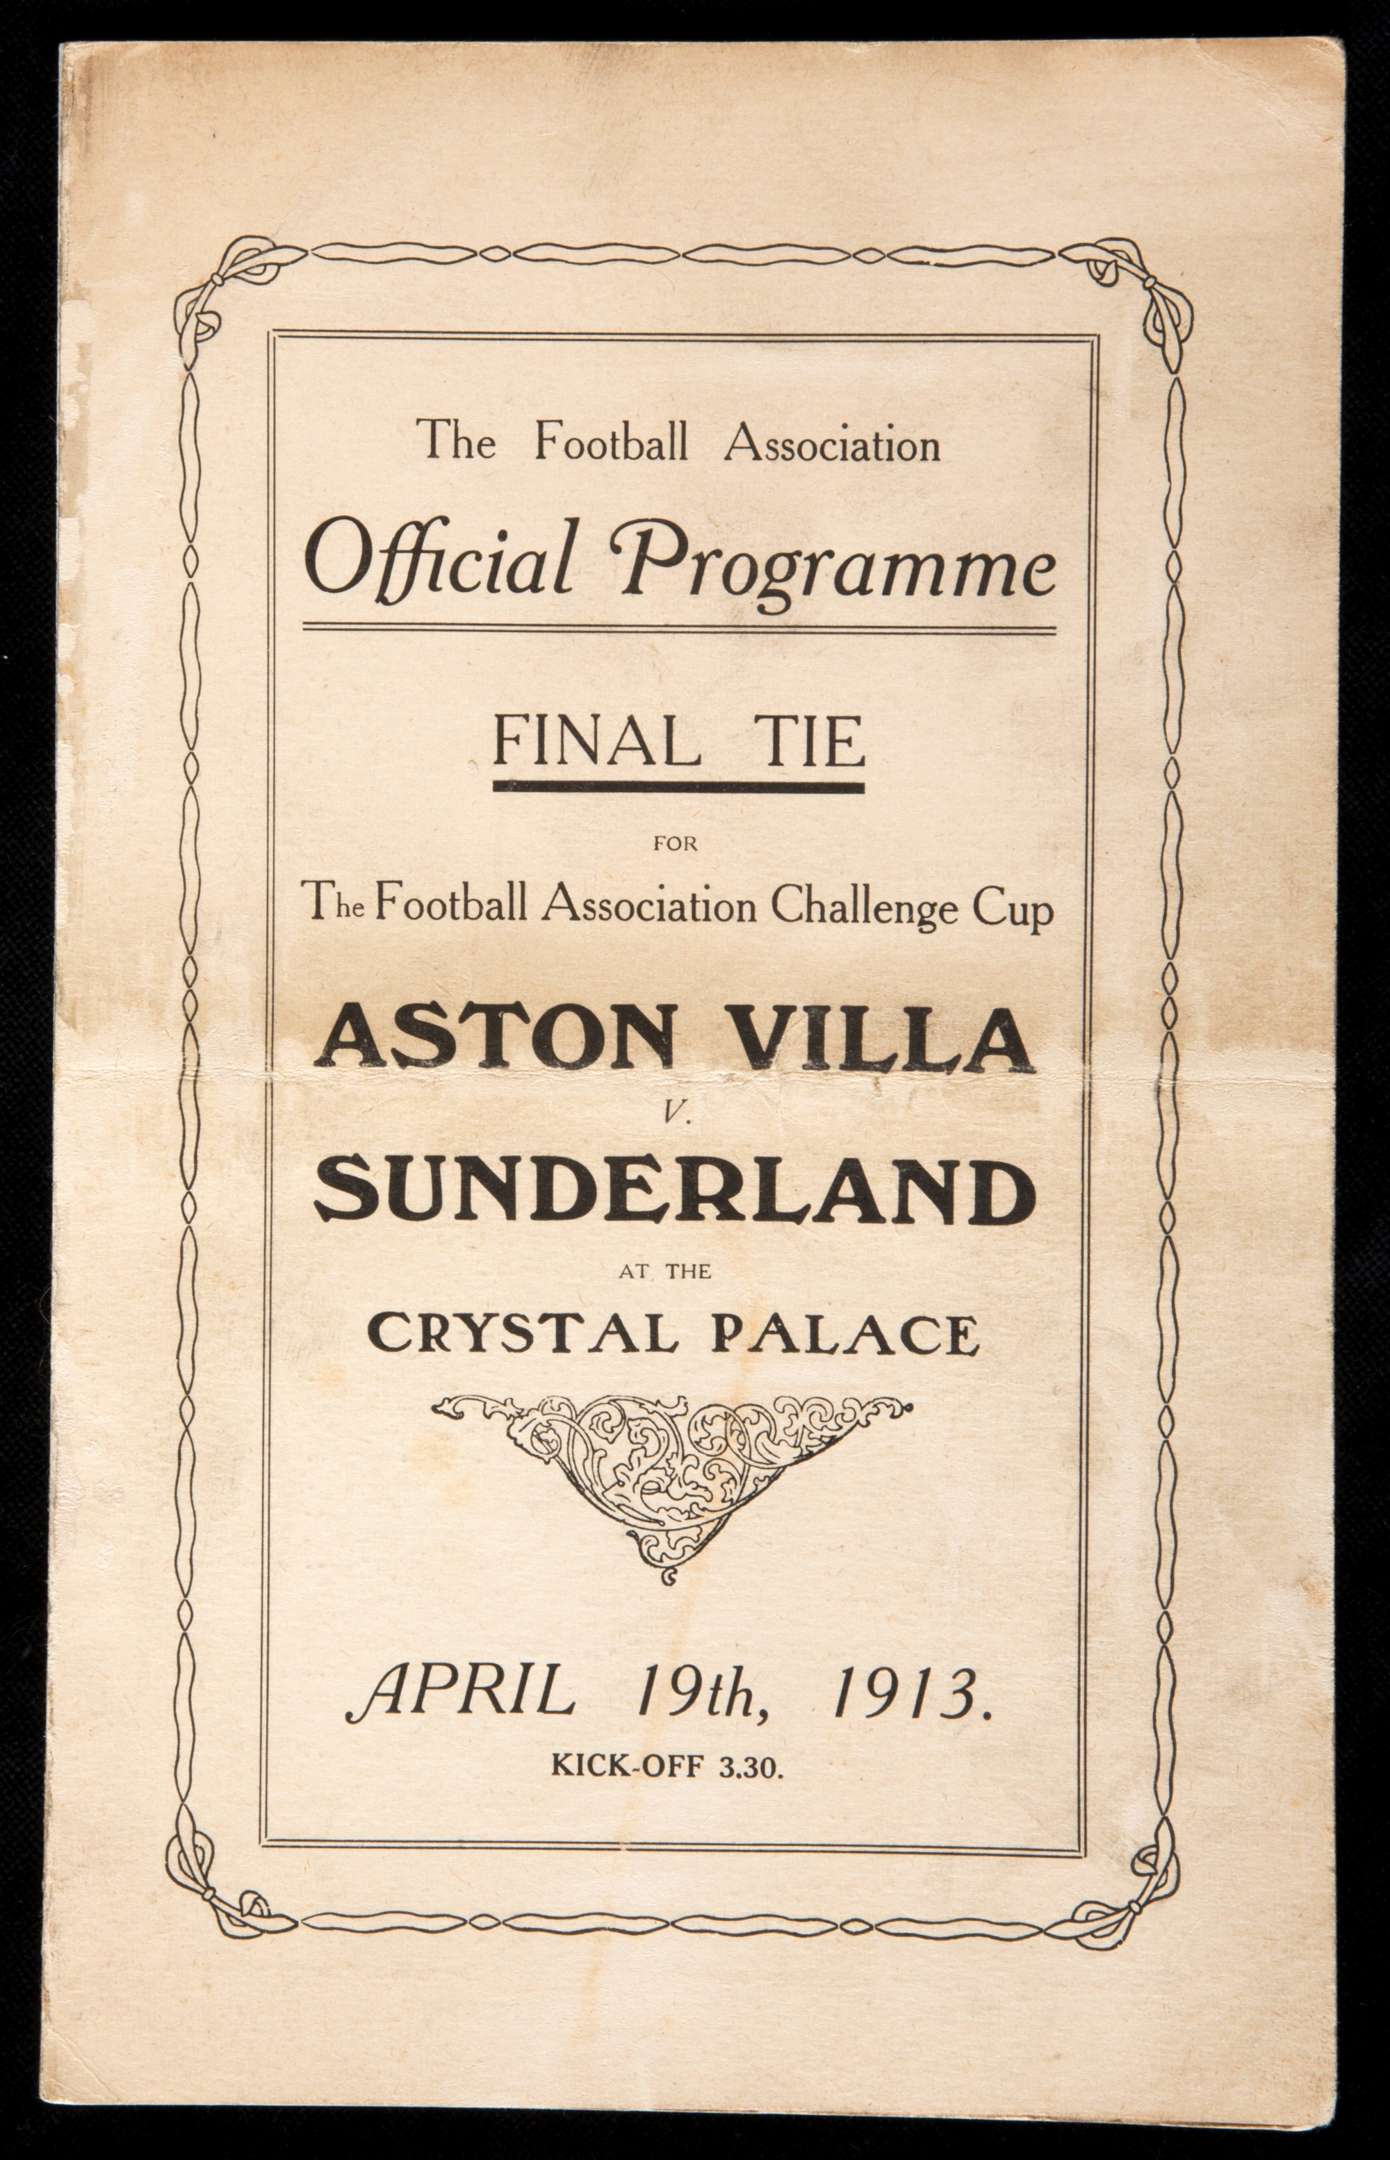 The Football Association
Official Programme
FINAL TIE
FOR
The Football Association Challenge Cup
ASTON VILLA
V.
SUNDERLAND
AT THE
CRYSTAL PALACE
APRIL 19th, 1913.
KICK-OFF 3.30.